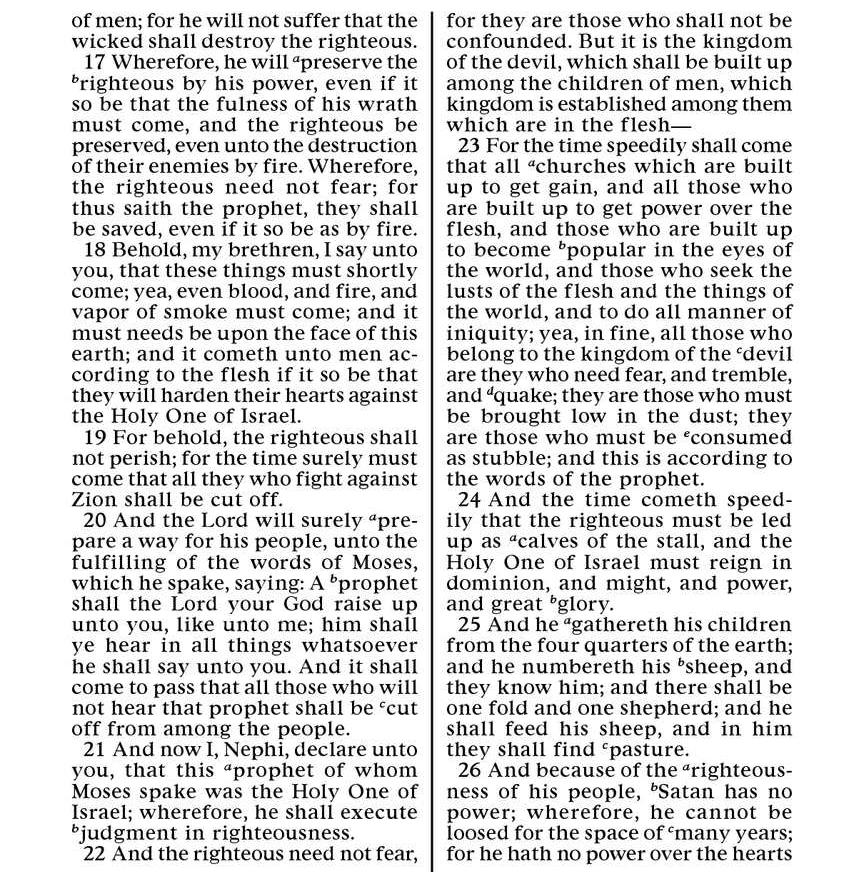 of men; for he will not suffer that the
wicked shall destroy the righteous.
17 Wherefore, he will ᵃpreserve the
ᵇrighteous by his power, even if it
so be that the fulness of his wrath
must come, and the righteous be
preserved, even unto the destruction
of their enemies by fire. Wherefore,
the righteous need not fear; for
thus saith the prophet, they shall
be saved, even if it so be as by fire.
18 Behold, my brethren, I say unto
you, that these things must shortly
come; yea, even blood, and fire, and
vapor of smoke must come; and it
must needs be upon the face of this
earth; and it cometh unto men ac-
cording to the flesh if it so be that
they will harden their hearts against
the Holy One of Israel.
19 For behold, the righteous shall
not perish; for the time surely must
come that all they who fight against
Zion shall be cut off.
20 And the Lord will surely ᵃpre-
pare a way for his people, unto the
fulfilling of the words of Moses,
which he spake, saying: A ᵇprophet
shall the Lord your God raise up
unto you, like unto me; him shall
ye hear in all things whatsoever
he shall say unto you. And it shall
come to pass that all those who will
not hear that prophet shall be ᶜcut
off from among the people.
21 And now I, Nephi, declare unto
you, that this ᵃprophet of whom
Moses spake was the Holy One of
Israel; wherefore, he shall execute
ᵇjudgment in righteousness.
22 And the righteous need not fear,
for they are those who shall not be
confounded. But it is the kingdom
of the devil, which shall be built up
among the children of men, which
kingdom is established among them
which are in the flesh—
23 For the time speedily shall come
that all ᵃchurches which are built
up to get gain, and all those who
are built up to get power over the
flesh, and those who are built up
to become ᵇpopular in the eyes of
the world, and those who seek the
lusts of the flesh and the things of
the world, and to do all manner of
iniquity; yea, in fine, all those who
belong to the kingdom of the ᶜdevil
are they who need fear, and tremble,
and ᵈquake; they are those who must
be brought low in the dust; they
are those who must be ᵉconsumed
as stubble; and this is according to
the words of the prophet.
24 And the time cometh speed-
ily that the righteous must be led
up as ᵃcalves of the stall, and the
Holy One of Israel must reign in
dominion, and might, and power,
and great ᵇglory.
25 And he ᵃgathereth his children
from the four quarters of the earth;
and he numbereth his ᵇsheep, and
they know him; and there shall be
one fold and one shepherd; and he
shall feed his sheep, and in him
they shall find ᶜpasture.
26 And because of the ᵃrighteous-
ness of his people, ᵇSatan has no
power; wherefore, he cannot be
loosed for the space of ᶜmany years;
for he hath no power over the hearts